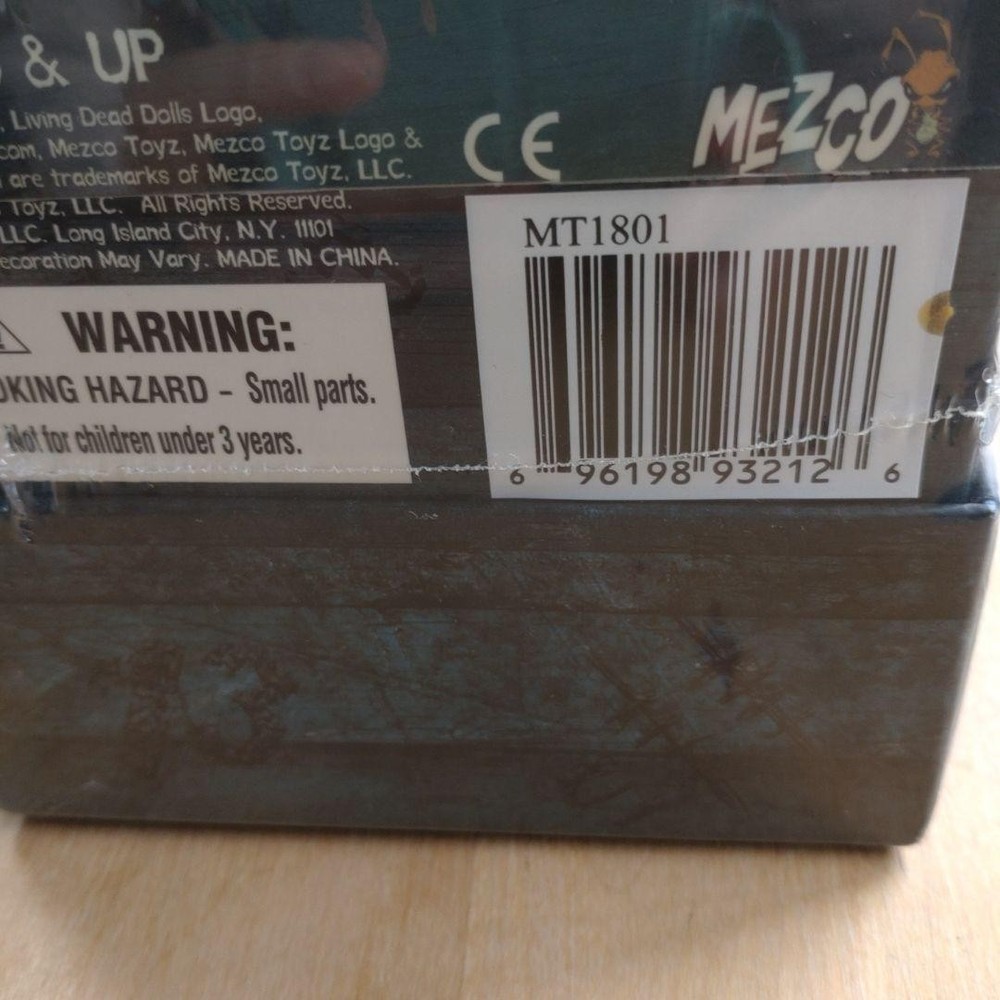 & UP
, Living Dead Dolls Logo,
com, Mezco Toyz, Mezco Toyz Logo &
are trademarks of Mezco Toyz, LLC.
Toyz, LLC. All Rights Reserved.
LLC. Long Island City, N.Y. 11101
ecoration May Vary. MADE IN CHINA.
CE
MEZCO
WARNING:
OKING HAZARD – Small parts.
Not for children under 3 years.
MT1801
6 96198 93212 6